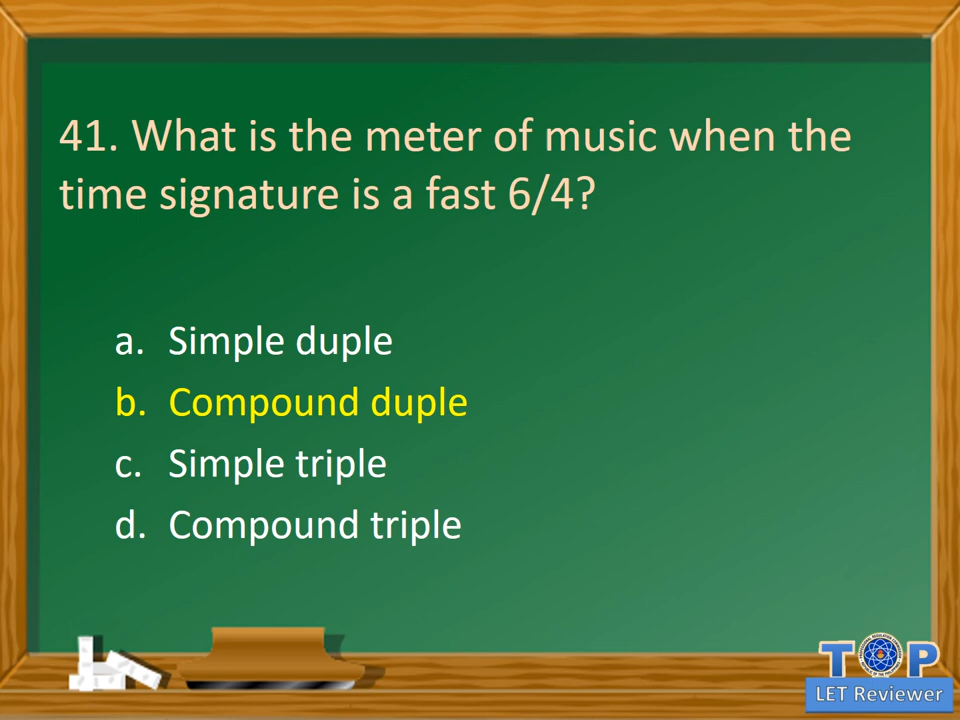 41. What is the meter of music when the
time signature is a fast 6/4?
a. Simple duple
b. Compound duple
c. Simple triple
d. Compound triple
TOP
LET Reviewer